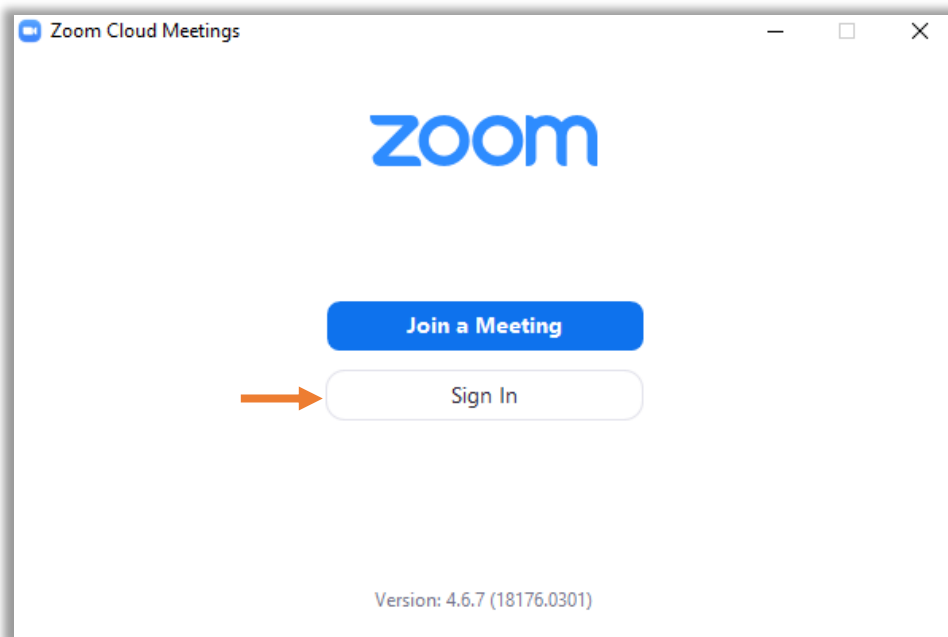 Zoom Cloud Meetings
zoom
Join a Meeting
Sign In
Version: 4.6.7 (18176.0301)